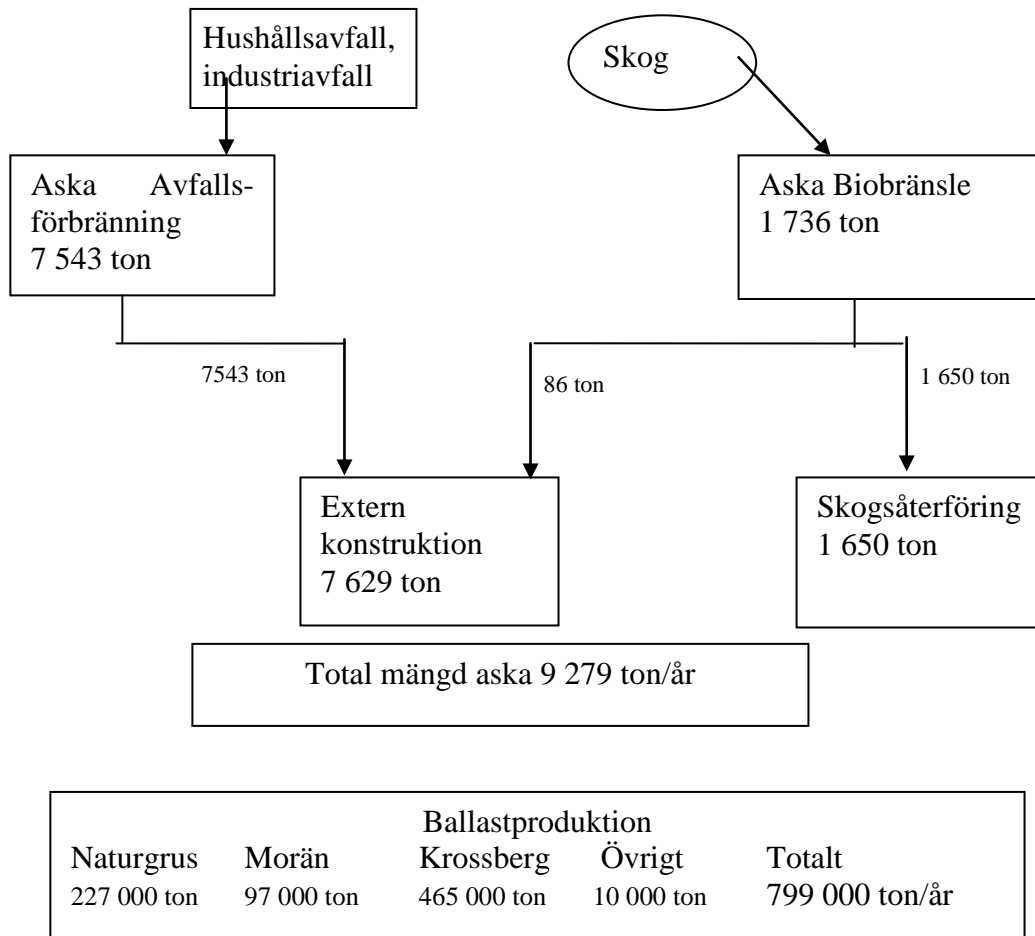 Hushållsavfall,
industriavfall
Skog
Aska Avfalls-
förbränning
7 543 ton
Aska Biobränsle
1 736 ton
7543 ton
86 ton
1 650 ton
Extern
konstruktion
7 629 ton
Skogsåterföring
1 650 ton
Total mängd aska 9 279 ton/år
Ballastproduktion
Naturgrus Morän Krossberg Övrigt Totalt
227 000 ton 97 000 ton 465 000 ton 10 000 ton 799 000 ton/år